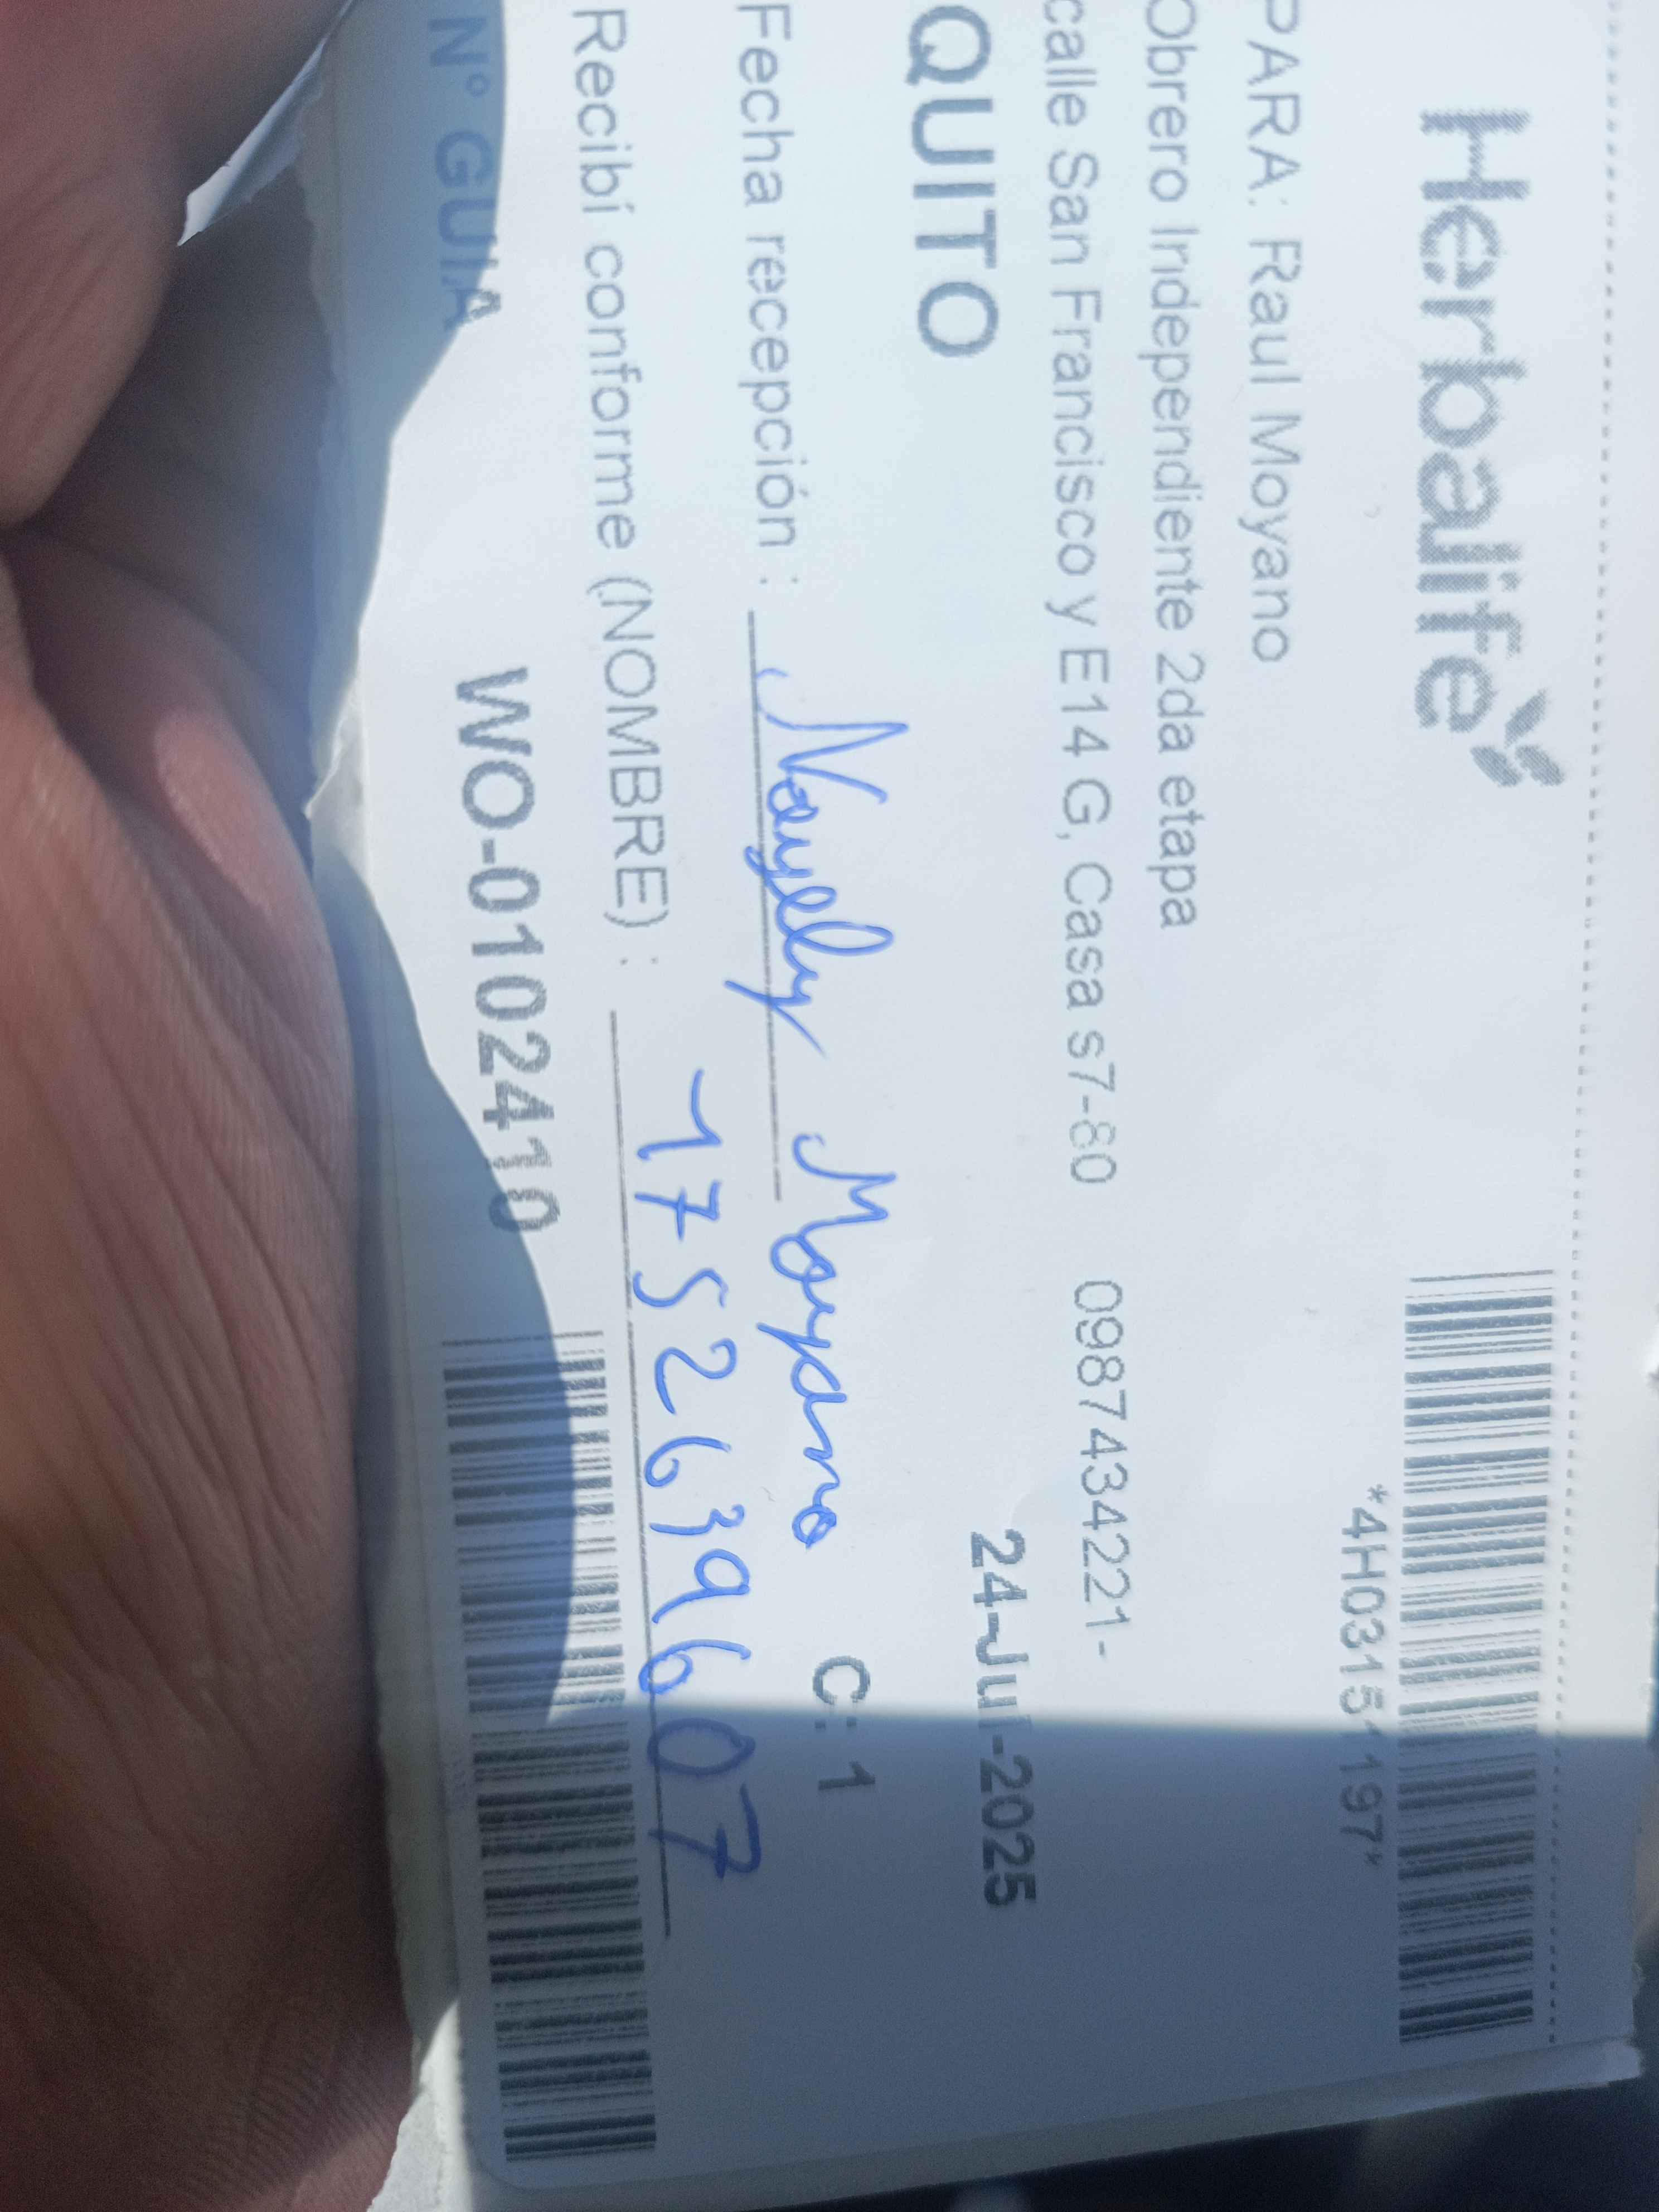 Herbalife
*4H0315197*
PARA: Raul Moyano
Obrero Independiente 2da etapa
calle San Francisco y E14 G, Casa s7-80 0987434221-
QUITO 24-Jul-2025
Fecha recepción : Nayely Moyano C: 1
Recibí conforme (NOMBRE) : 1752639607
N° GUIA WO-0102410